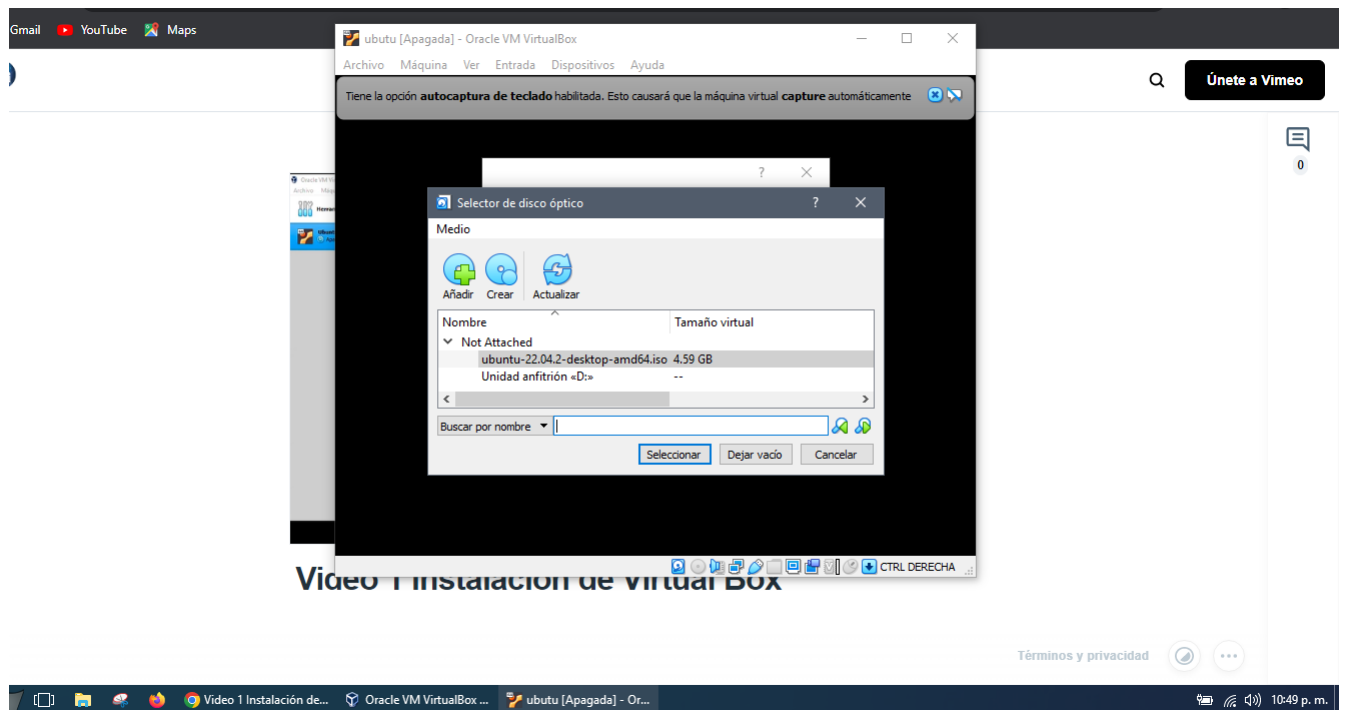 Gmail YouTube Maps
ubutu [Apagada] - Oracle VM VirtualBox
Archivo Máquina Ver Entrada Dispositivos Ayuda
Tiene la opción autocaptura de teclado habilitada. Esto causará que la máquina virtual capture automáticamente
Únete a Vimeo
0
?
Selector de disco óptico ?
Medio
Añadir Crear Actualizar
Nombre Tamaño virtual
Not Attached
ubuntu-22.04.2-desktop-amd64.iso 4.59 GB
Unidad anfitrión «D:» --
Buscar por nombre
Seleccionar Dejar vacío Cancelar
CTRL DERECHA
Video 1 Instalación de Virtual Box
Términos y privacidad
Video 1 Instalación de... Oracle VM VirtualBox ... ubutu [Apagada] - Or... 10:49 p. m.